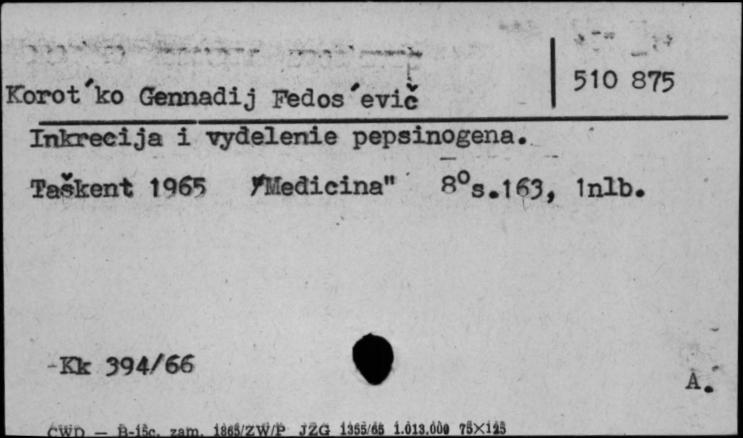 510 875
Korot´ko Gennadij Fedos´evič
Inkrecija i vydelenie pepsinogena.
Taškent 1965 "Medicina" 8°s.163, 1nlb.
Kk 394/66
A.
CWD — B-15c. zam. 1865/ZW/P JZG 1355/65 1.013.000 75×125